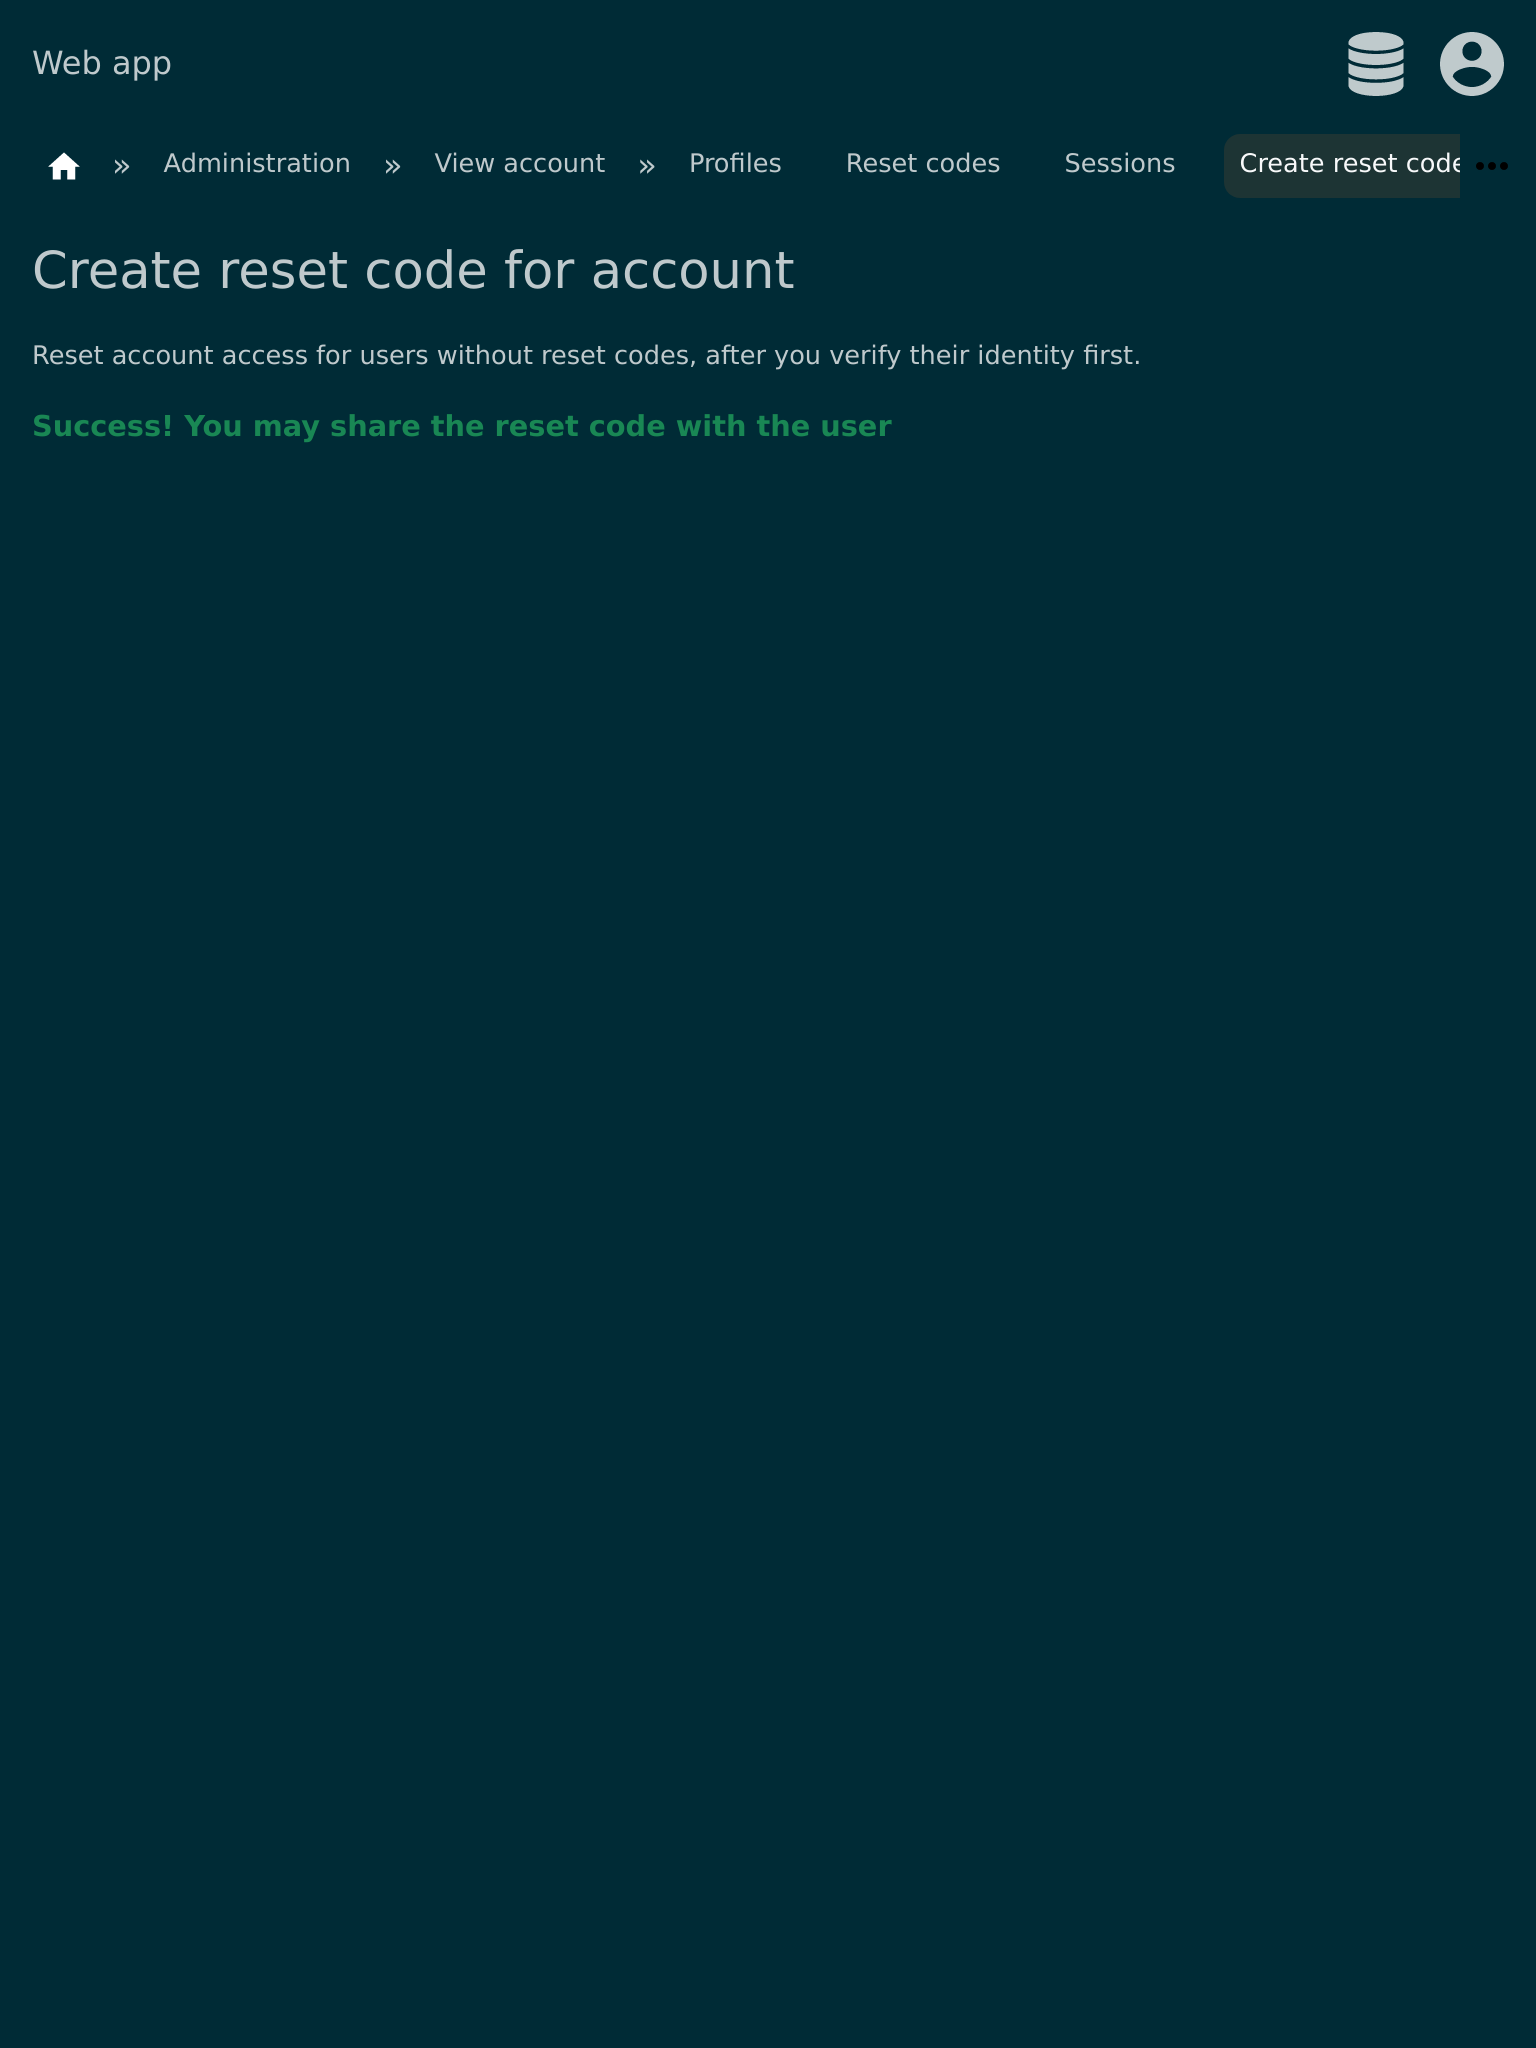 Web app
» Administration » View account » Profiles Reset codes Sessions Create reset code
Create reset code for account
Reset account access for users without reset codes, after you verify their identity first.
Success! You may share the reset code with the user